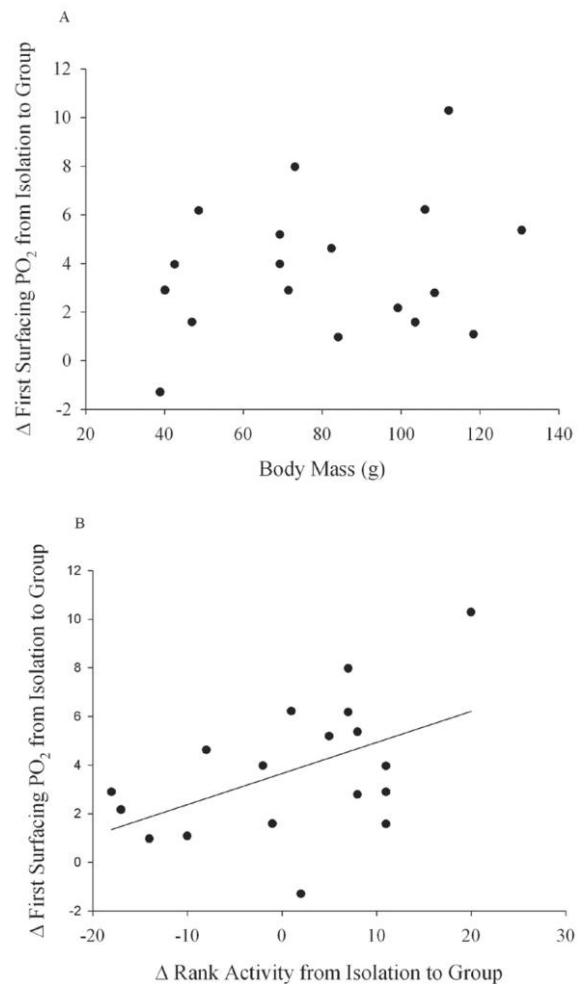 A
Δ First Surfacing PO2 from Isolation to Group
12
10
8
6
4
2
0
-2
20 40 60 80 100 120 140
Body Mass (g)
B
Δ First Surfacing PO2 from Isolation to Group
12
10
8
6
4
2
0
-2
-20 -10 0 10 20 30
Δ Rank Activity from Isolation to Group